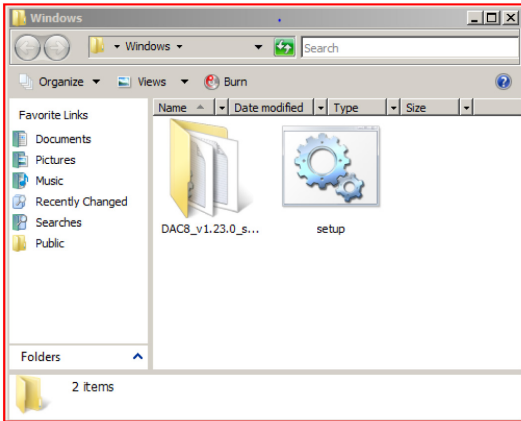 Windows
Windows
Search
Organize Views Burn
Favorite Links
Name Date modified Type Size
Documents
Pictures
Music
Recently Changed
Searches
Public
DAC8_v1.23.0_s... setup
Folders
2 items